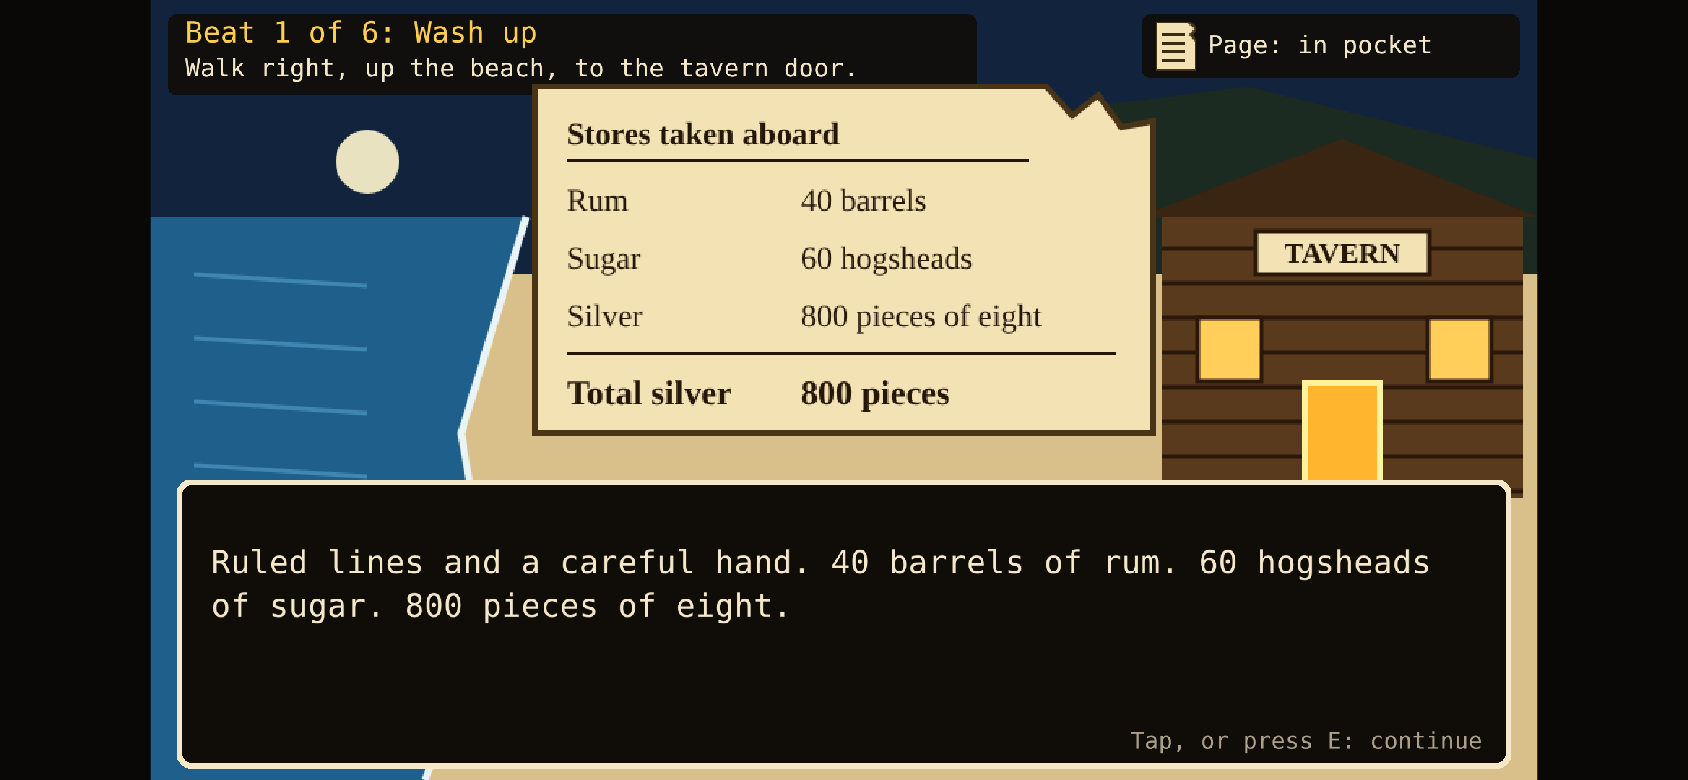 Beat 1 of 6: Wash up
Walk right, up the beach, to the tavern door.
Page: in pocket
Stores taken aboard
Rum 40 barrels
Sugar 60 hogsheads
Silver 800 pieces of eight
Total silver 800 pieces
TAVERN
Ruled lines and a careful hand. 40 barrels of rum. 60 hogsheads
of sugar. 800 pieces of eight.
Tap, or press E: continue